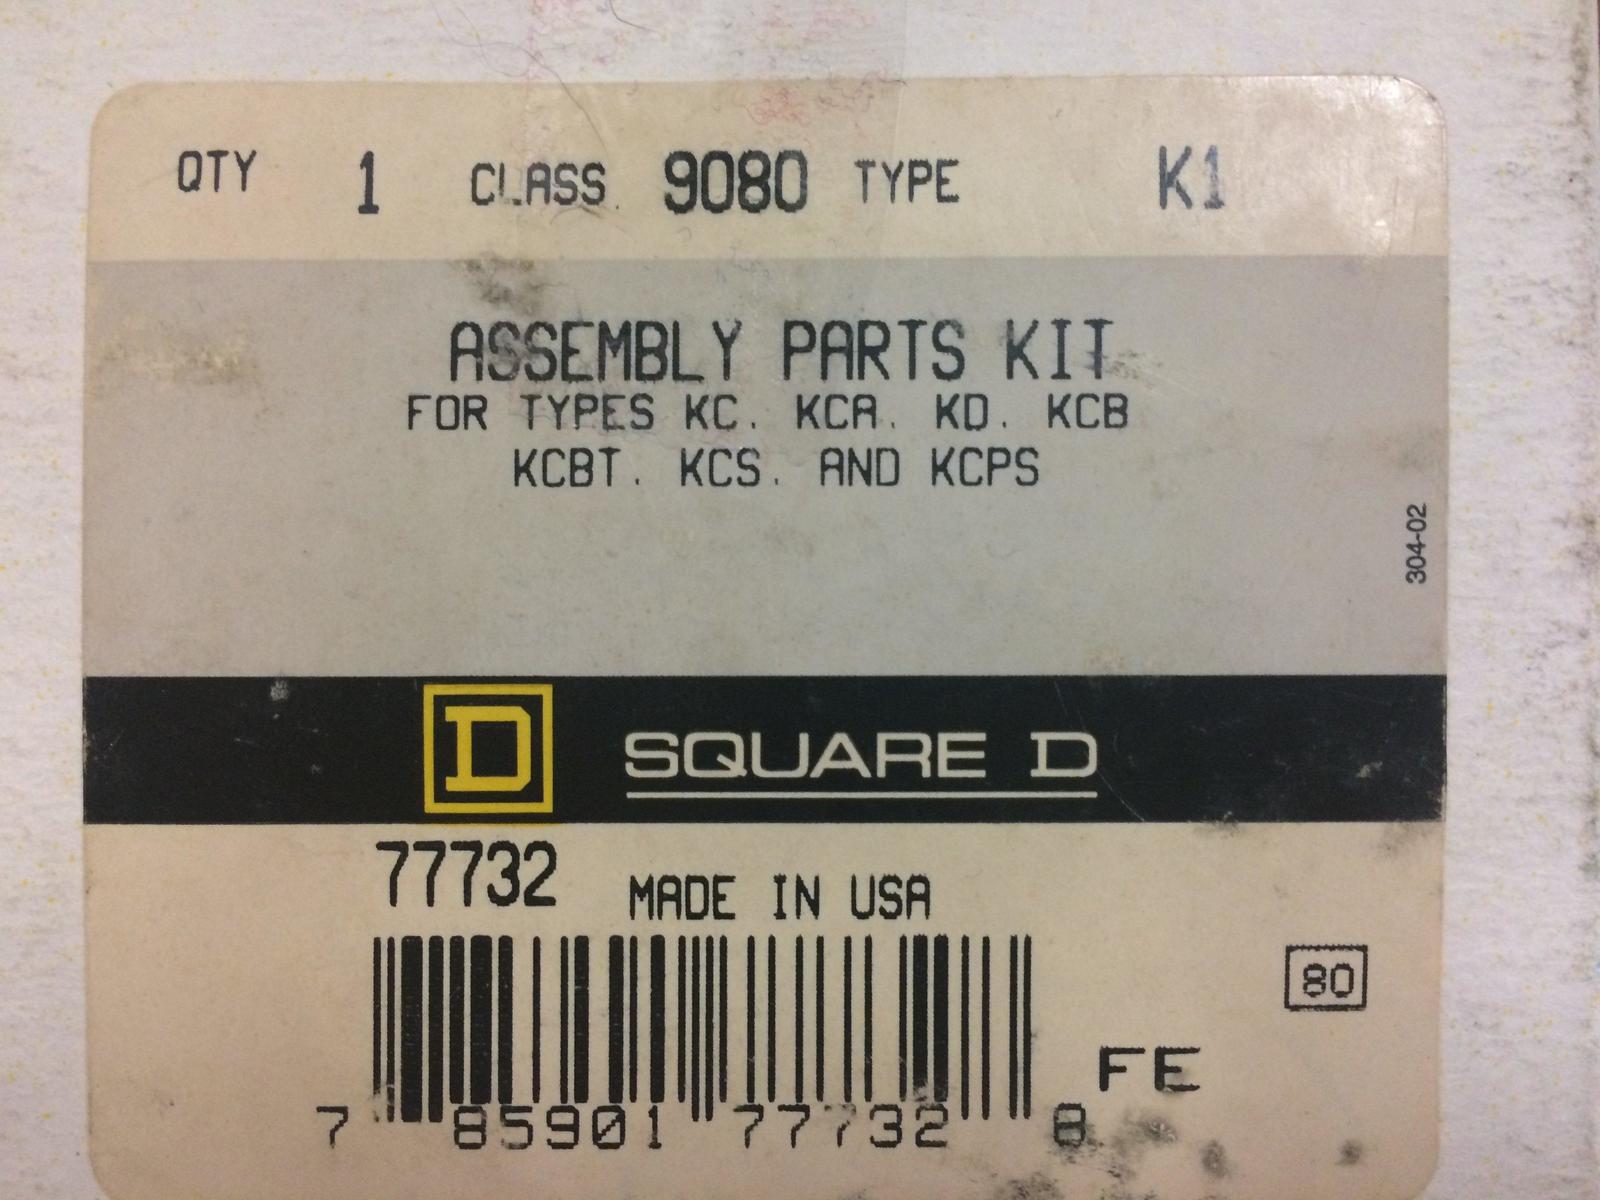 QTY 1 CLASS 9080 TYPE K1
ASSEMBLY PARTS KIT
FOR TYPES KC, KCA, KD, KCB
KCBT, KCS, AND KCPS
304-02
D SQUARE D
77732 MADE IN USA
80
FE
7 85901 77732 8